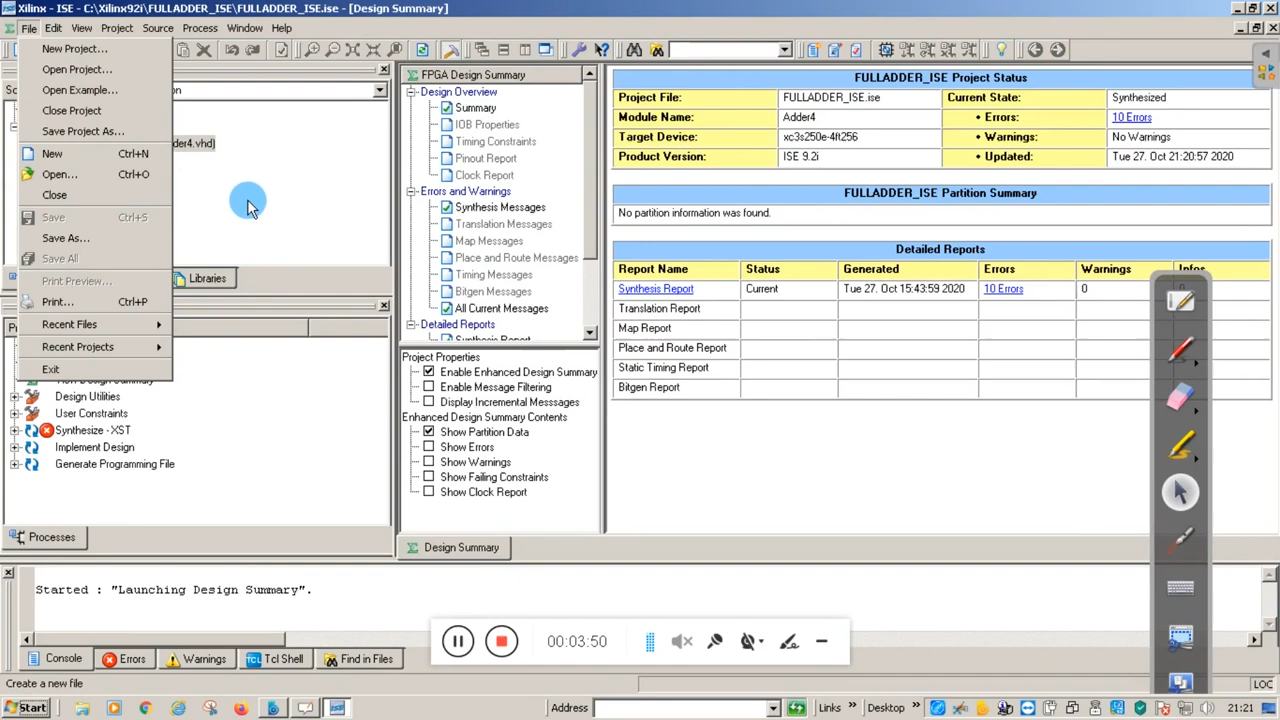 Xilinx - ISE - C:\Xilinx92i\FULLADDER_ISE\FULLADDER_ISE.ise - [Design Summary]
File Edit View Project Source Process Window Help
New Project...
Open Project...
Open Example...
Close Project
Save Project As...
New Ctrl+N
Open... Ctrl+O
Close
Save Ctrl+S
Save As...
Save All
Print Preview...
Print... Ctrl+P
Recent Files
Recent Projects
Exit
der4.vhd)
Libraries
Design Utilities
User Constraints
Synthesize - XST
Implement Design
Generate Programming File
Processes
FPGA Design Summary
Design Overview
Summary
IOB Properties
Timing Constraints
Pinout Report
Clock Report
Errors and Warnings
Synthesis Messages
Translation Messages
Map Messages
Place and Route Messages
Timing Messages
Bitgen Messages
All Current Messages
Detailed Reports
Synthesis Report
Project Properties
Enable Enhanced Design Summary
Enable Message Filtering
Display Incremental Messsages
Enhanced Design Summary Contents
Show Partition Data
Show Errors
Show Warnings
Show Failing Constraints
Show Clock Report
Design Summary
FULLADDER_ISE Project Status
Project File: FULLADDER_ISE.ise Current State: Synthesized
Module Name: Adder4 • Errors: 10 Errors
Target Device: xc3s250e-4ft256 • Warnings: No Warnings
Product Version: ISE 9.2i • Updated: Tue 27. Oct 21:20:57 2020
FULLADDER_ISE Partition Summary
No partition information was found.
Detailed Reports
Report Name Status Generated Errors Warnings Infos
Synthesis Report Current Tue 27. Oct 15:43:59 2020 10 Errors 0
Translation Report
Map Report
Place and Route Report
Static Timing Report
Bitgen Report
Started : "Launching Design Summary".
00:03:50
Console Errors Warnings TCL Tcl Shell Find in Files
Create a new file
LOC
Start Address Links » Desktop » 21:21